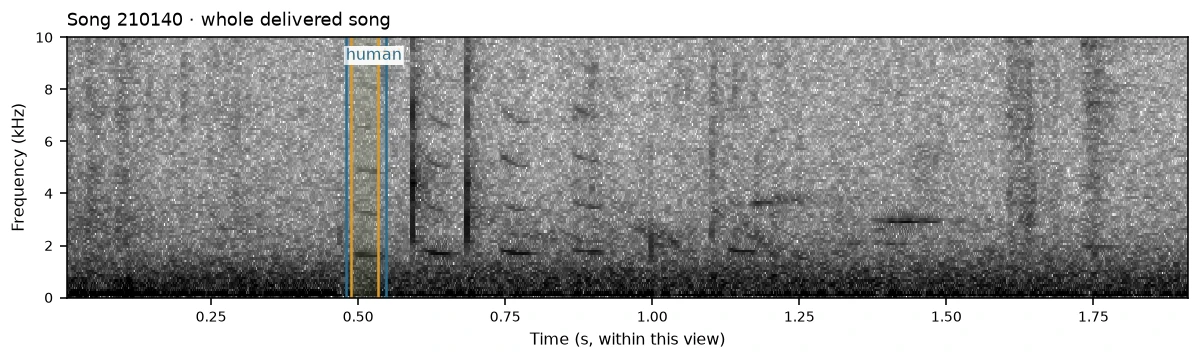 Song 210140 · whole delivered song
human
10
8
6
4
2
0
Frequency (kHz)
0.25 0.50 0.75 1.00 1.25 1.50 1.75
Time (s, within this view)